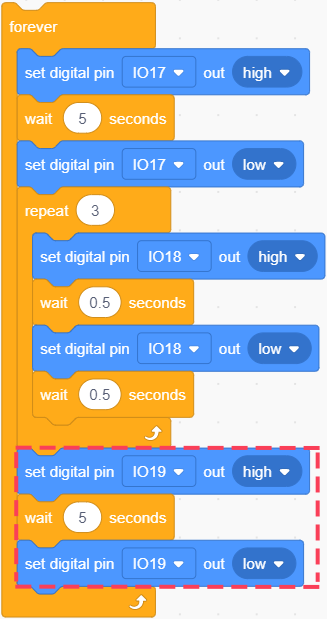 forever
set digital pin IO17 out high
wait 5 seconds
set digital pin IO17 out low
repeat 3
set digital pin IO18 out high
wait 0.5 seconds
set digital pin IO18 out low
wait 0.5 seconds
set digital pin IO19 out high
wait 5 seconds
set digital pin IO19 out low